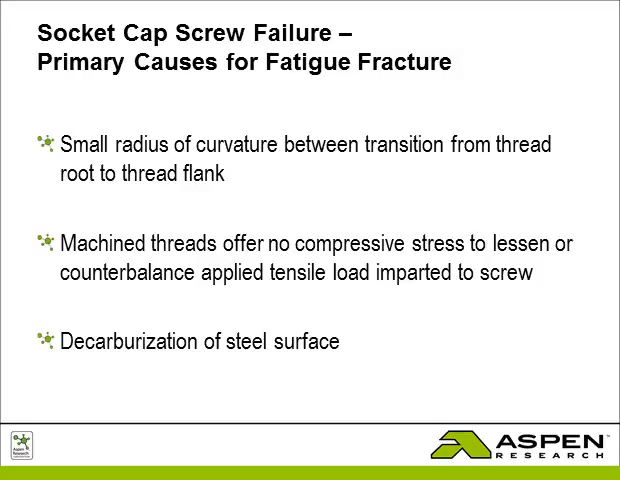 Socket Cap Screw Failure –
Primary Causes for Fatigue Fracture
Small radius of curvature between transition from thread
root to thread flank
Machined threads offer no compressive stress to lessen or
counterbalance applied tensile load imparted to screw
Decarburization of steel surface
Aspen
Research
ASPEN™
RESEARCH